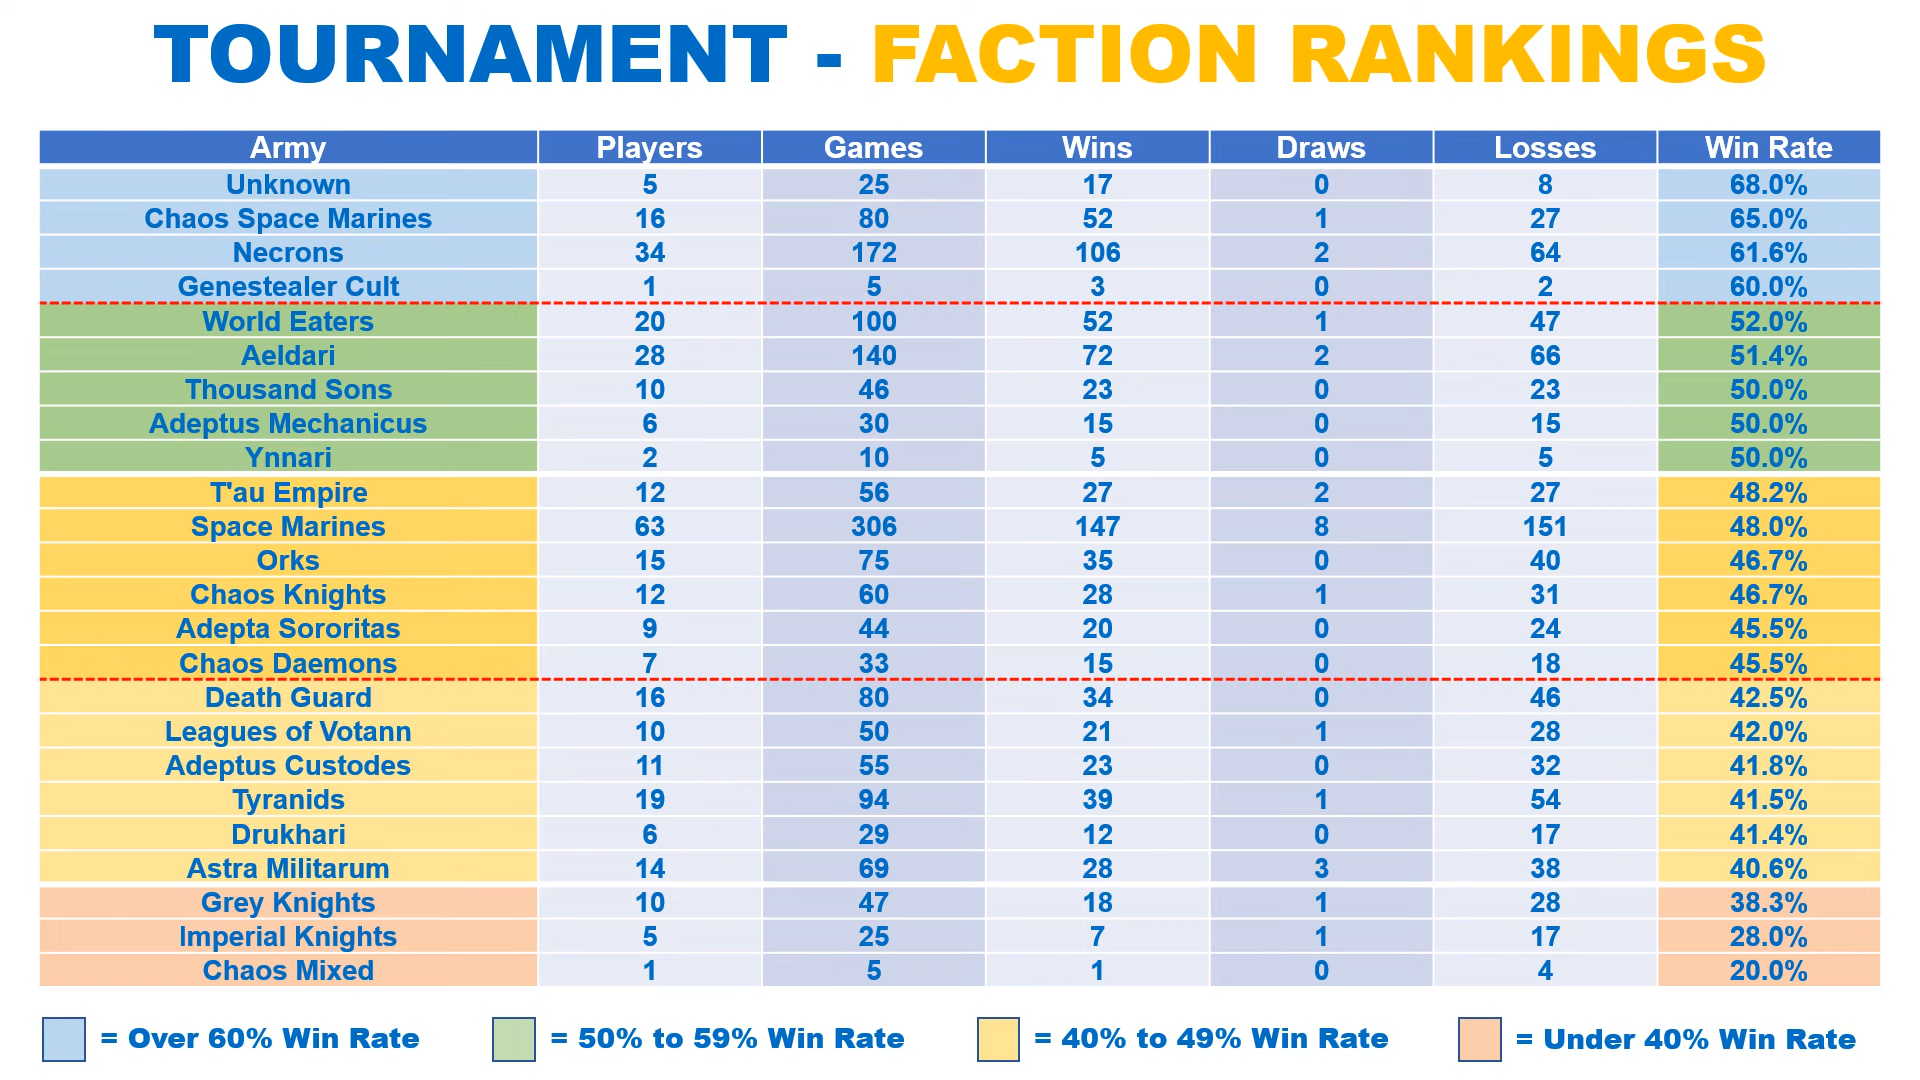 TOURNAMENT - FACTION RANKINGS
Army Players Games Wins Draws Losses Win Rate
Unknown 5 25 17 0 8 68.0%
Chaos Space Marines 16 80 52 1 27 65.0%
Necrons 34 172 106 2 64 61.6%
Genestealer Cult 1 5 3 0 2 60.0%
World Eaters 20 100 52 1 47 52.0%
Aeldari 28 140 72 2 66 51.4%
Thousand Sons 10 46 23 0 23 50.0%
Adeptus Mechanicus 6 30 15 0 15 50.0%
Ynnari 2 10 5 0 5 50.0%
T'au Empire 12 56 27 2 27 48.2%
Space Marines 63 306 147 8 151 48.0%
Orks 15 75 35 0 40 46.7%
Chaos Knights 12 60 28 1 31 46.7%
Adepta Sororitas 9 44 20 0 24 45.5%
Chaos Daemons 7 33 15 0 18 45.5%
Death Guard 16 80 34 0 46 42.5%
Leagues of Votann 10 50 21 1 28 42.0%
Adeptus Custodes 11 55 23 0 32 41.8%
Tyranids 19 94 39 1 54 41.5%
Drukhari 6 29 12 0 17 41.4%
Astra Militarum 14 69 28 3 38 40.6%
Grey Knights 10 47 18 1 28 38.3%
Imperial Knights 5 25 7 1 17 28.0%
Chaos Mixed 1 5 1 0 4 20.0%
= Over 60% Win Rate = 50% to 59% Win Rate = 40% to 49% Win Rate = Under 40% Win Rate